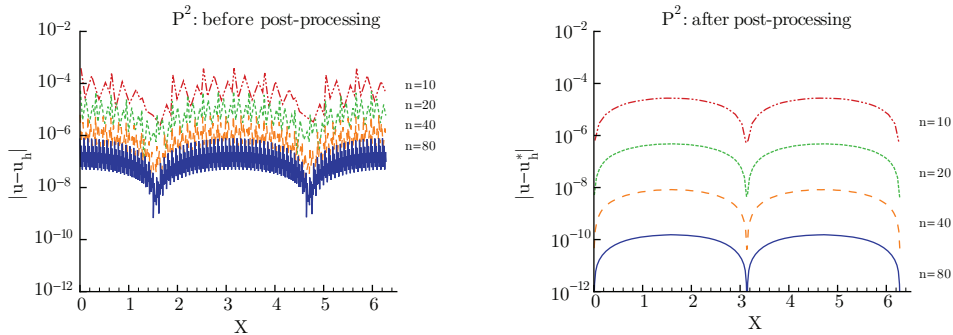 P²: before post-processing
10⁻²
10⁻⁴
10⁻⁶
10⁻⁸
10⁻¹⁰
10⁻¹²
|u−u_h|
n=10
n=20
n=40
n=80
0 1 2 3 4 5 6
X
P²: after post-processing
10⁻²
10⁻⁴
10⁻⁶
10⁻⁸
10⁻¹⁰
10⁻¹²
|u−u_h^*|
n=10
n=20
n=40
n=80
0 1 2 3 4 5 6
X